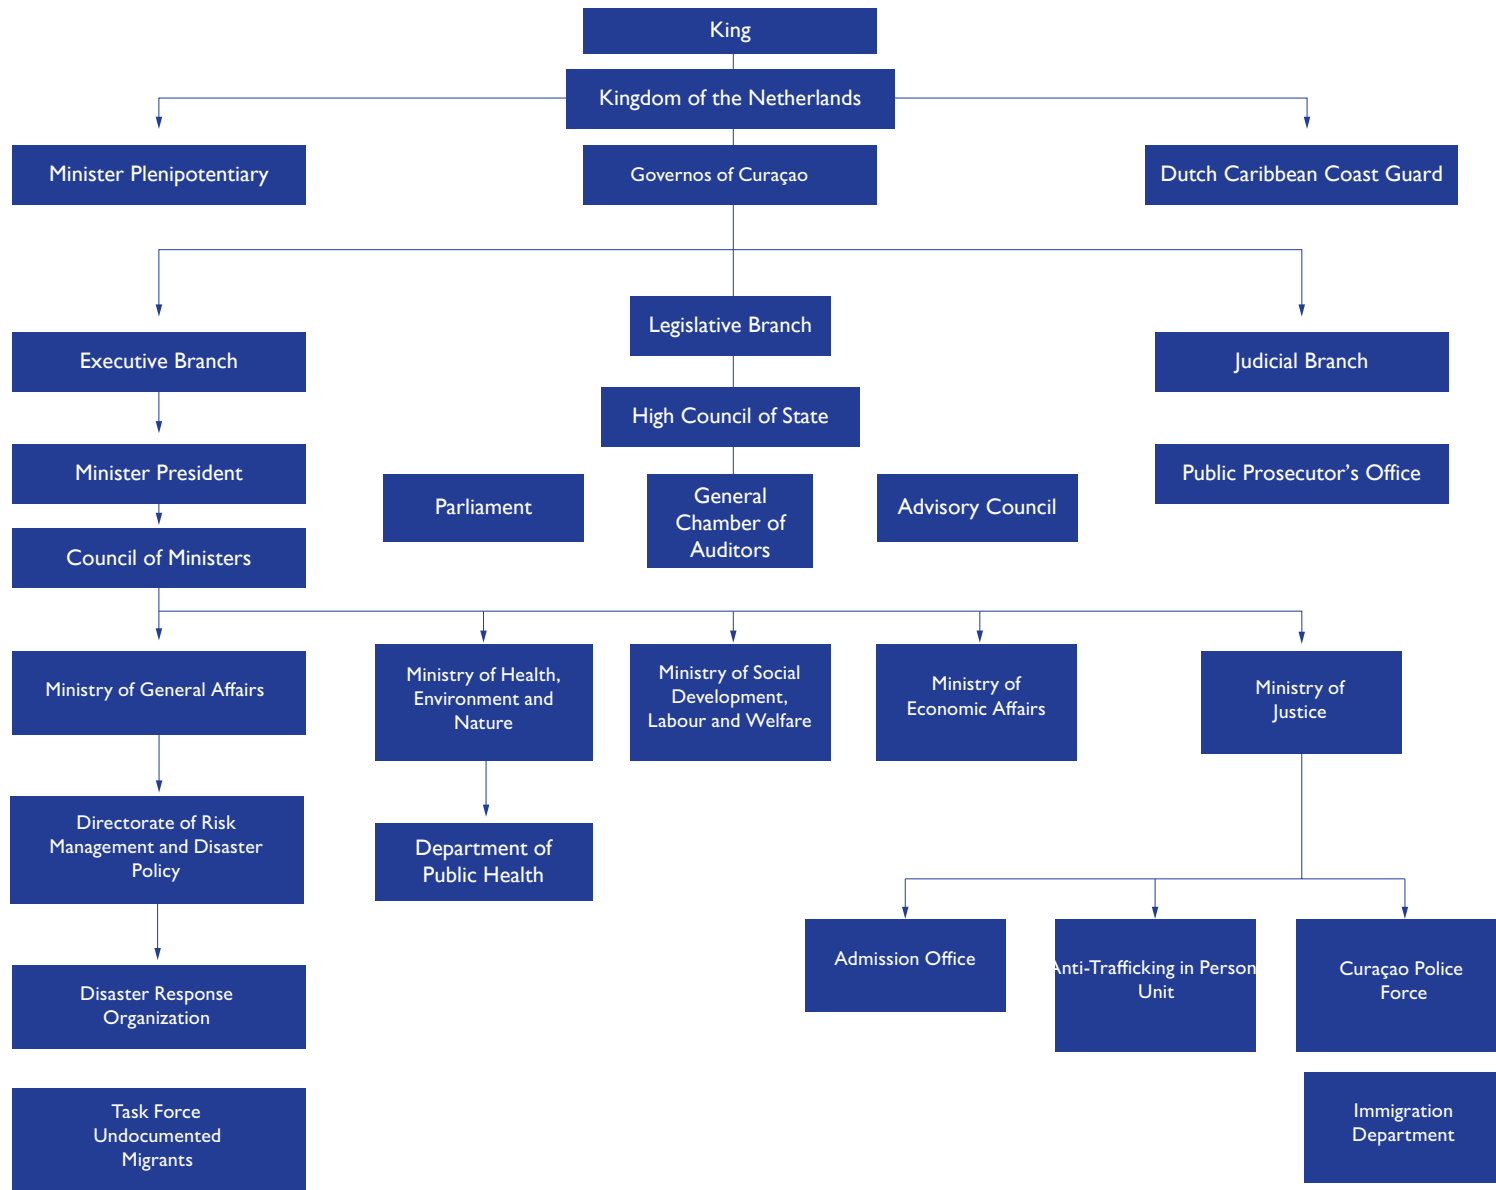 King
Kingdom of the Netherlands
Minister Plenipotentiary
Governos of Curaçao
Dutch Caribbean Coast Guard
Legislative Branch
Executive Branch
Judicial Branch
High Council of State
Minister President
Public Prosecutor’s Office
Parliament
General
Chamber of
Auditors
Advisory Council
Council of Ministers
Ministry of General Affairs
Ministry of Health,
Environment and
Nature
Ministry of Social
Development,
Labour and Welfare
Ministry of
Economic Affairs
Ministry of
Justice
Directorate of Risk
Management and Disaster
Policy
Department of
Public Health
Admission Office
Anti-Trafficking in Person
Unit
Curaçao Police
Force
Disaster Response
Organization
Task Force
Undocumented
Migrants
Immigration
Department